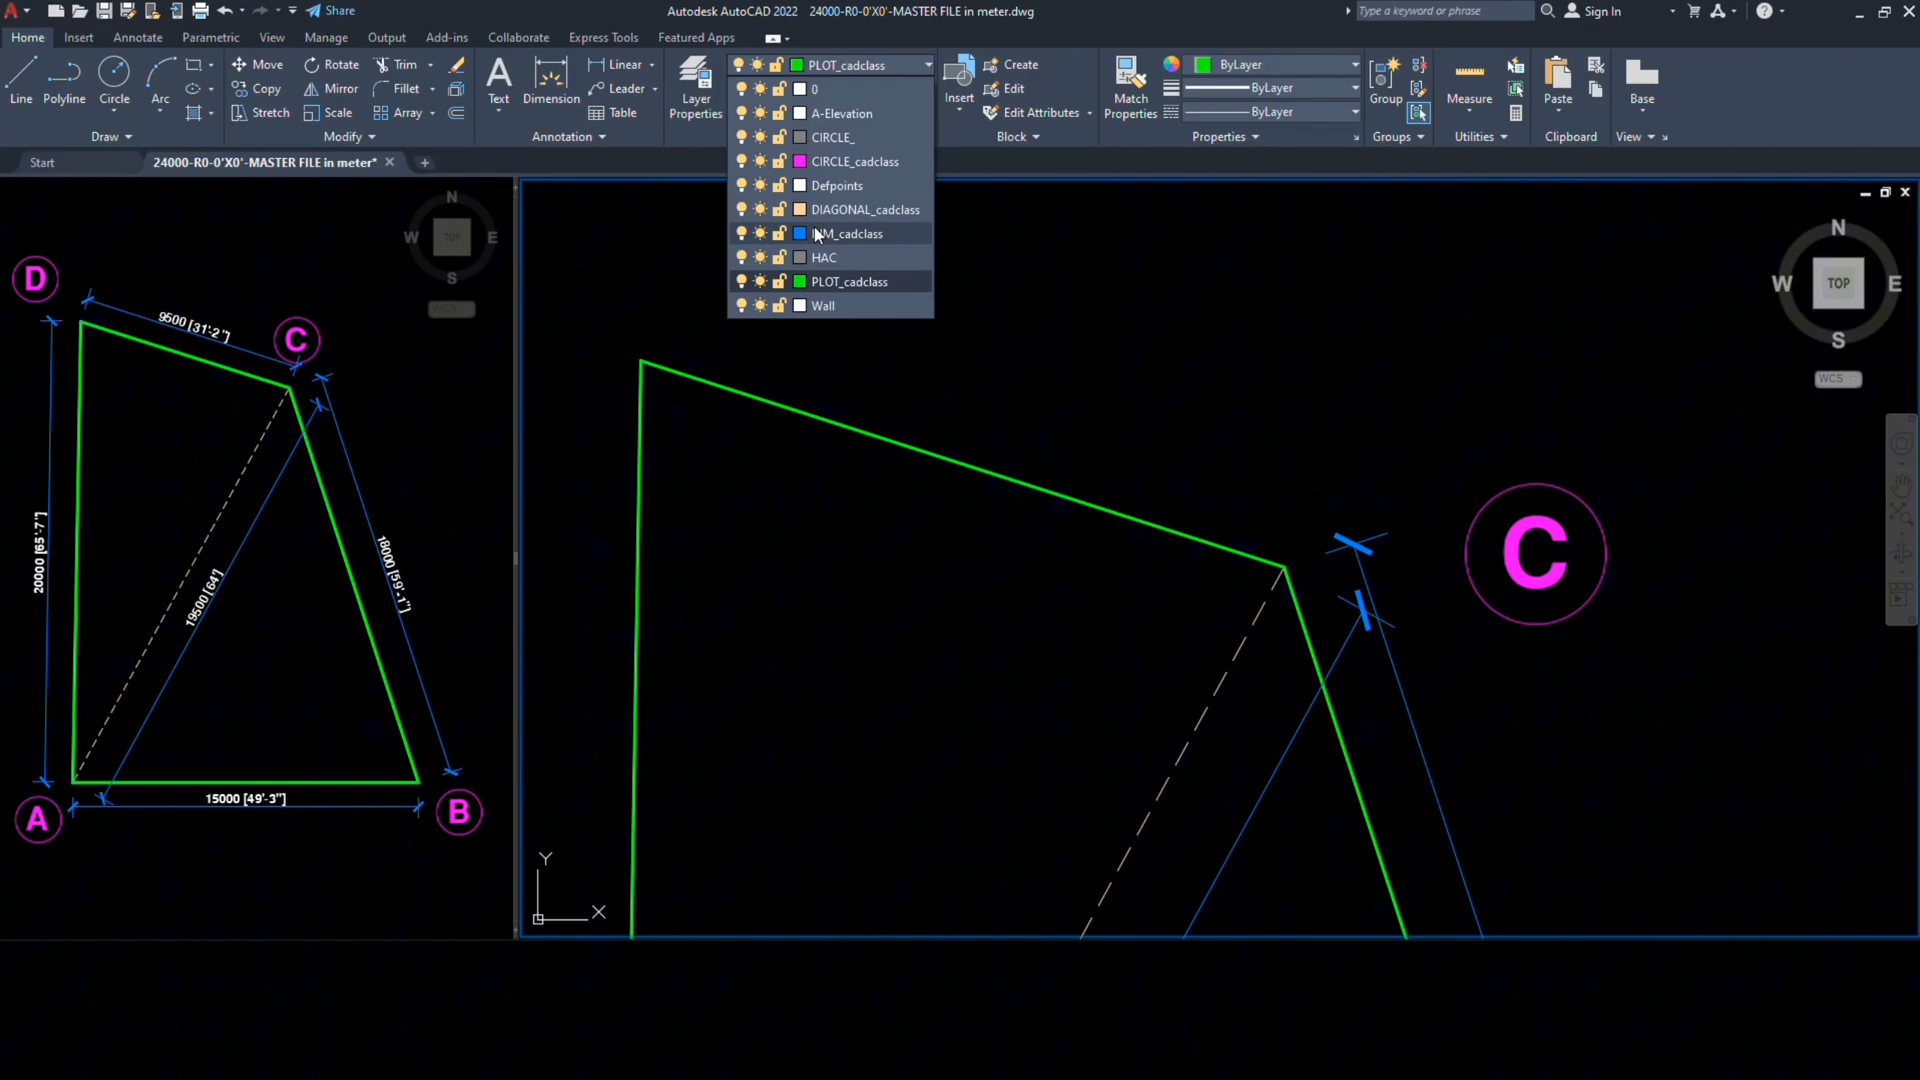 Share
Autodesk AutoCAD 2022 24000-R0-0'X0'-MASTER FILE in meter.dwg
Type a keyword or phrase
Sign In
Home Insert Annotate Parametric View Manage Output Add-ins Collaborate Express Tools Featured Apps
Line Polyline Circle Arc
Draw
Move Rotate Trim
Copy Mirror Fillet
Stretch Scale Array
Modify
Text Dimension
Linear
Leader
Table
Annotation
Layer Properties
PLOT_cadclass
0
A-Elevation
CIRCLE_
CIRCLE_cadclass
Defpoints
DIAGONAL_cadclass
M_cadclass
HAC
PLOT_cadclass
Wall
Insert
Create
Edit
Edit Attributes
Block
Match Properties
ByLayer
ByLayer
ByLayer
Properties
Group
Groups
Measure
Utilities
Paste
Clipboard
Base
View
Start
24000-R0-0'X0'-MASTER FILE in meter*
N
W TOP E
S
WCS
D
9500 [31'-2"]
C
20000 [65'-7"]
19500 [64']
18000 [59'-1"]
15000 [49'-3"]
A
B
N
W TOP E
S
WCS
C
Y
X